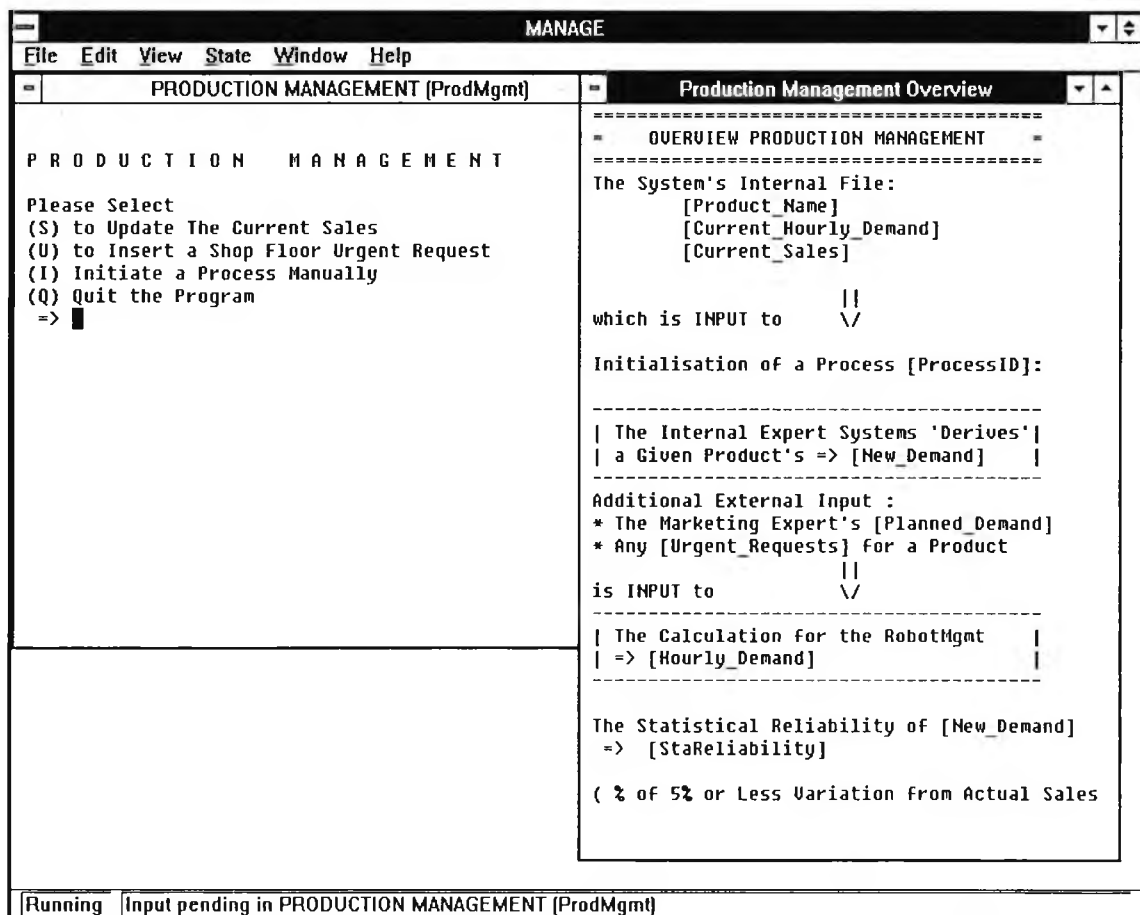 MANAGE
File Edit View State Window Help
PRODUCTION MANAGEMENT (ProdMgmt)
P R O D U C T I O N   M A N A G E M E N T
Please Select
(S) to Update The Current Sales
(U) to Insert a Shop Floor Urgent Request
(I) Initiate a Process Manually
(Q) Quit the Program
=>
Production Management Overview
==========================================
=    OVERVIEW PRODUCTION MANAGEMENT    =
==========================================
The System's Internal File:
[Product_Name]
[Current_Hourly_Demand]
[Current_Sales]
||
which is INPUT to \/
Initialisation of a Process [ProcessID]:
------------------------------------------
| The Internal Expert Systems 'Derives'|
| a Given Product's => [New_Demand] |
------------------------------------------
Additional External Input :
* The Marketing Expert's [Planned_Demand]
* Any [Urgent_Requests] for a Product
||
is INPUT to \/
------------------------------------------
| The Calculation for the RobotMgmt |
| => [Hourly_Demand] |
------------------------------------------
The Statistical Reliability of [New_Demand]
=> [StaReliability]
( % of 5% or Less Variation from Actual Sales
Running Input pending in PRODUCTION MANAGEMENT (ProdMgmt)